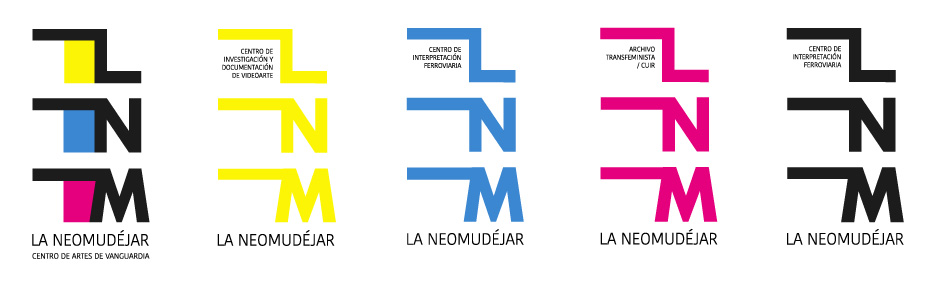 L
N
M
LA NEOMUDÉJAR
CENTRO DE ARTES DE VANGUARDIA
CENTRO DE
INVESTIGACIÓN Y
DOCUMENTACIÓN
DE VIDEOARTE
L
N
M
LA NEOMUDÉJAR
CENTRO DE
INTERPRETACIÓN
FERROVIARIA
L
N
M
LA NEOMUDÉJAR
ARCHIVO
TRANSFEMINISTA
/ CUIR
L
N
M
LA NEOMUDÉJAR
CENTRO DE
INTERPRETACIÓN
FERROVIARIA
L
N
M
LA NEOMUDÉJAR